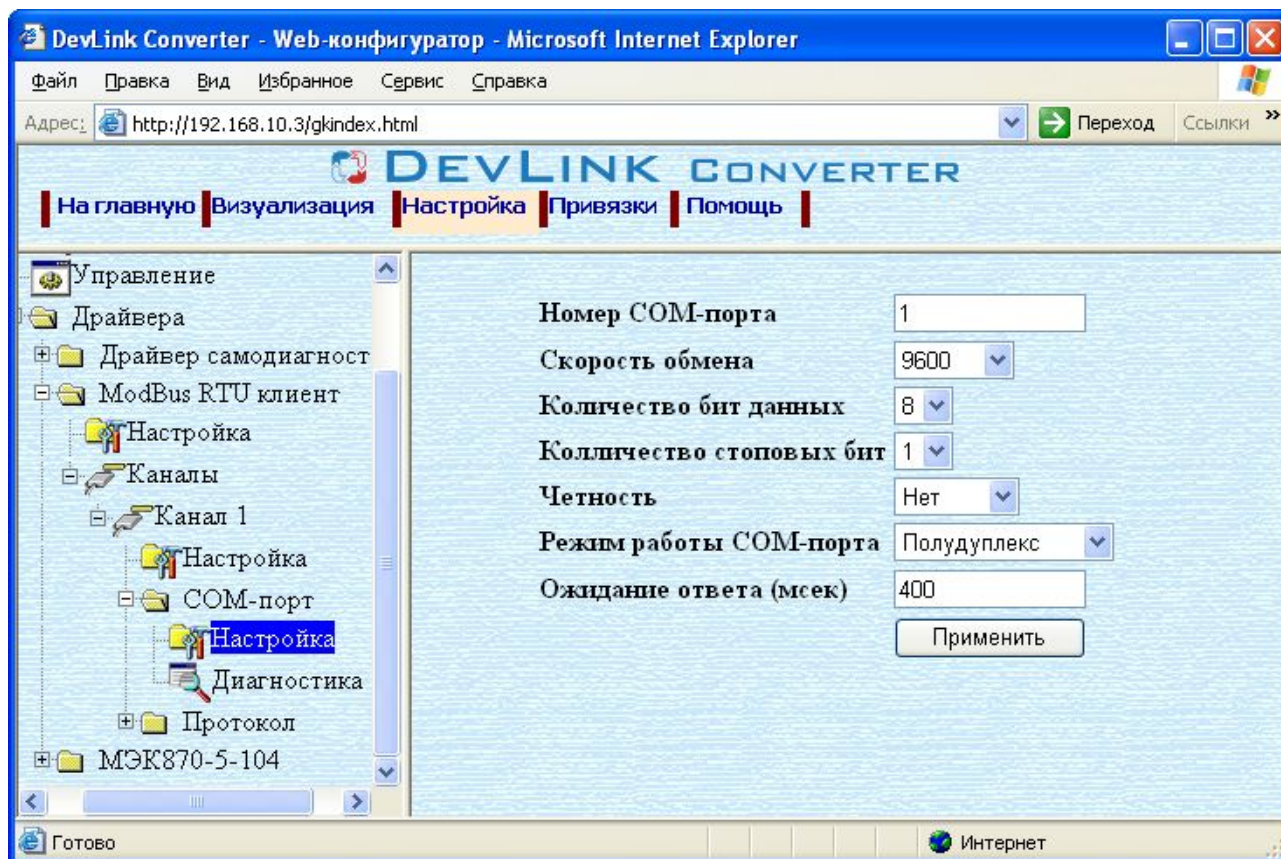 DevLink Converter - Web-конфигуратор - Microsoft Internet Explorer
Файл Правка Вид Избранное Сервис Справка
Адрес: http://192.168.10.3/gkindex.html Переход Ссылки »
DEVLINK CONVERTER
На главную Визуализация Настройка Привязки Помощь
Управление
Драйвера
Драйвер самодиагност
ModBus RTU клиент
Настройка
Каналы
Канал 1
Настройка
COM-порт
Настройка
Диагностика
Протокол
МЭК870-5-104
Номер COM-порта 1
Скорость обмена 9600
Количество бит данных 8
Колличество стоповых бит 1
Четность Нет
Режим работы COM-порта Полудуплекс
Ожидание ответа (мсек) 400
Применить
Готово Интернет